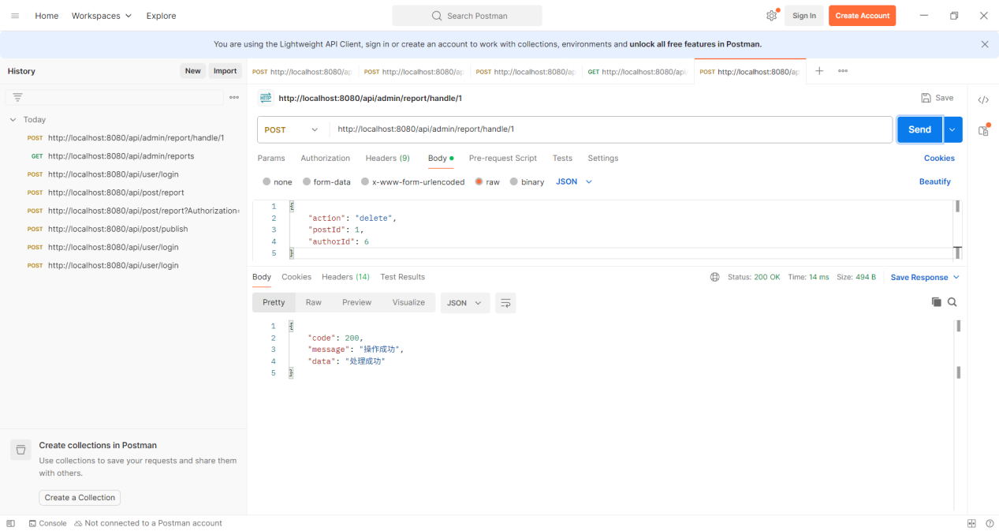 Home Workspaces Explore Search Postman Sign In Create Account
You are using the Lightweight API Client, sign in or create an account to work with collections, environments and unlock all free features in Postman.
History New Import
POST http://localhost:8080/ap POST http://localhost:8080/ap POST http://localhost:8080/ap GET http://localhost:8080/api POST http://localhost:8080/ap
HTTP http://localhost:8080/api/admin/report/handle/1 Save
Today
POST http://localhost:8080/api/admin/report/handle/1
GET http://localhost:8080/api/admin/reports
POST http://localhost:8080/api/user/login
POST http://localhost:8080/api/post/report
POST http://localhost:8080/api/post/report?Authorization=
POST http://localhost:8080/api/post/publish
POST http://localhost:8080/api/user/login
POST http://localhost:8080/api/user/login
POST http://localhost:8080/api/admin/report/handle/1 Send
Params Authorization Headers (9) Body Pre-request Script Tests Settings Cookies
none form-data x-www-form-urlencoded raw binary JSON Beautify
1 {
2 "action": "delete",
3 "postId": 1,
4 "authorId": 6
5 }
Body Cookies Headers (14) Test Results Status: 200 OK Time: 14 ms Size: 494 B Save Response
Pretty Raw Preview Visualize JSON
1 {
2 "code": 200,
3 "message": "操作成功",
4 "data": "处理成功"
5 }
Create collections in Postman
Use collections to save your requests and share them
with others.
Create a Collection
Console Not connected to a Postman account